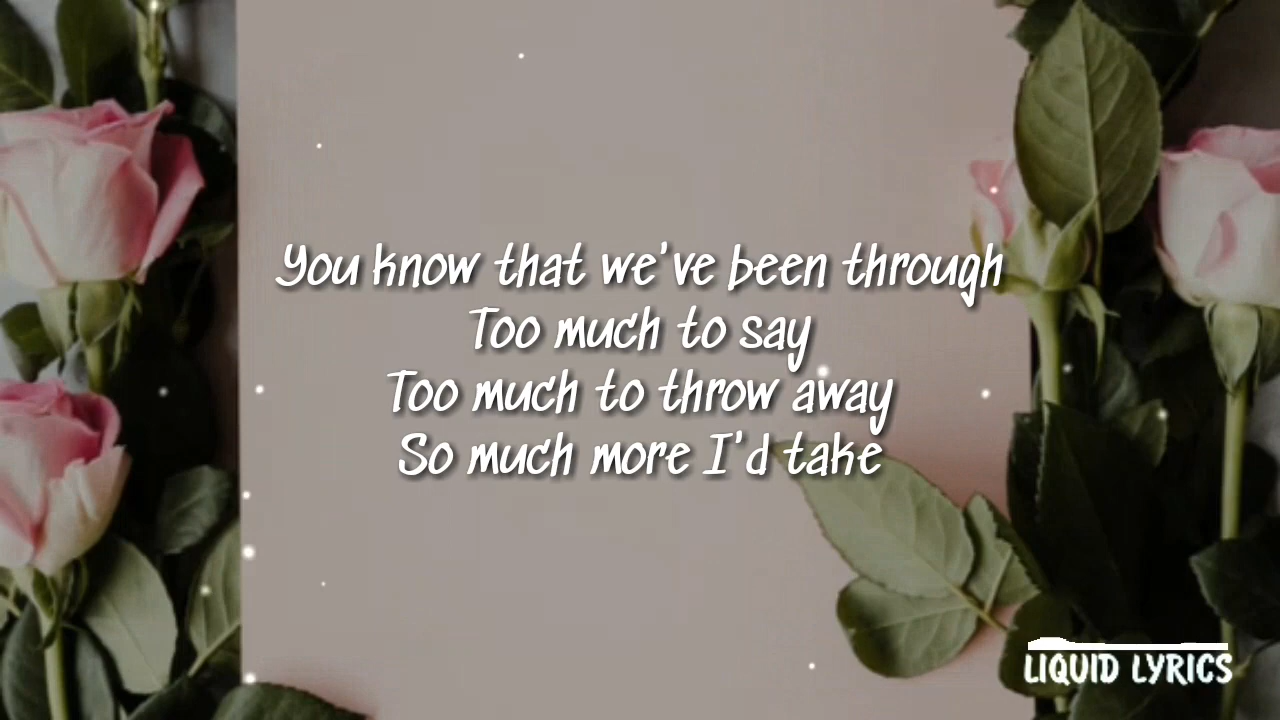 You know that we've been through
Too much to say
Too much to throw away
So much more I'd take
LIQUID LYRICS